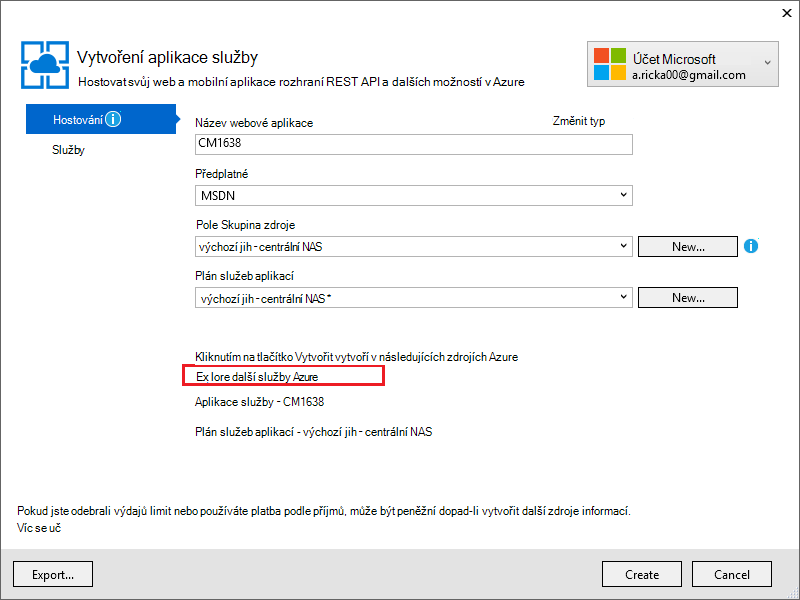 Vytvoření aplikace služby
Hostovat svůj web a mobilní aplikace rozhraní REST API a dalších možností v Azure
Účet Microsoft
a.ricka00@gmail.com
Hostování
Služby
Název webové aplikace
Změnit typ
CM1638
Předplatné
MSDN
Pole Skupina zdroje
výchozí jih - centrální NAS
New...
Plán služeb aplikací
výchozí jih - centrální NAS*
New...
Kliknutím na tlačítko Vytvořit vytvoří v následujících zdrojích Azure
Ex lore další služby Azure
Aplikace služby - CM1638
Plán služeb aplikací - výchozí jih - centrální NAS
Pokud jste odebrali výdajů limit nebo používáte platba podle příjmů, může být peněžní dopad-li vytvořit další zdroje informací.
Víc se uč
Export...
Create
Cancel